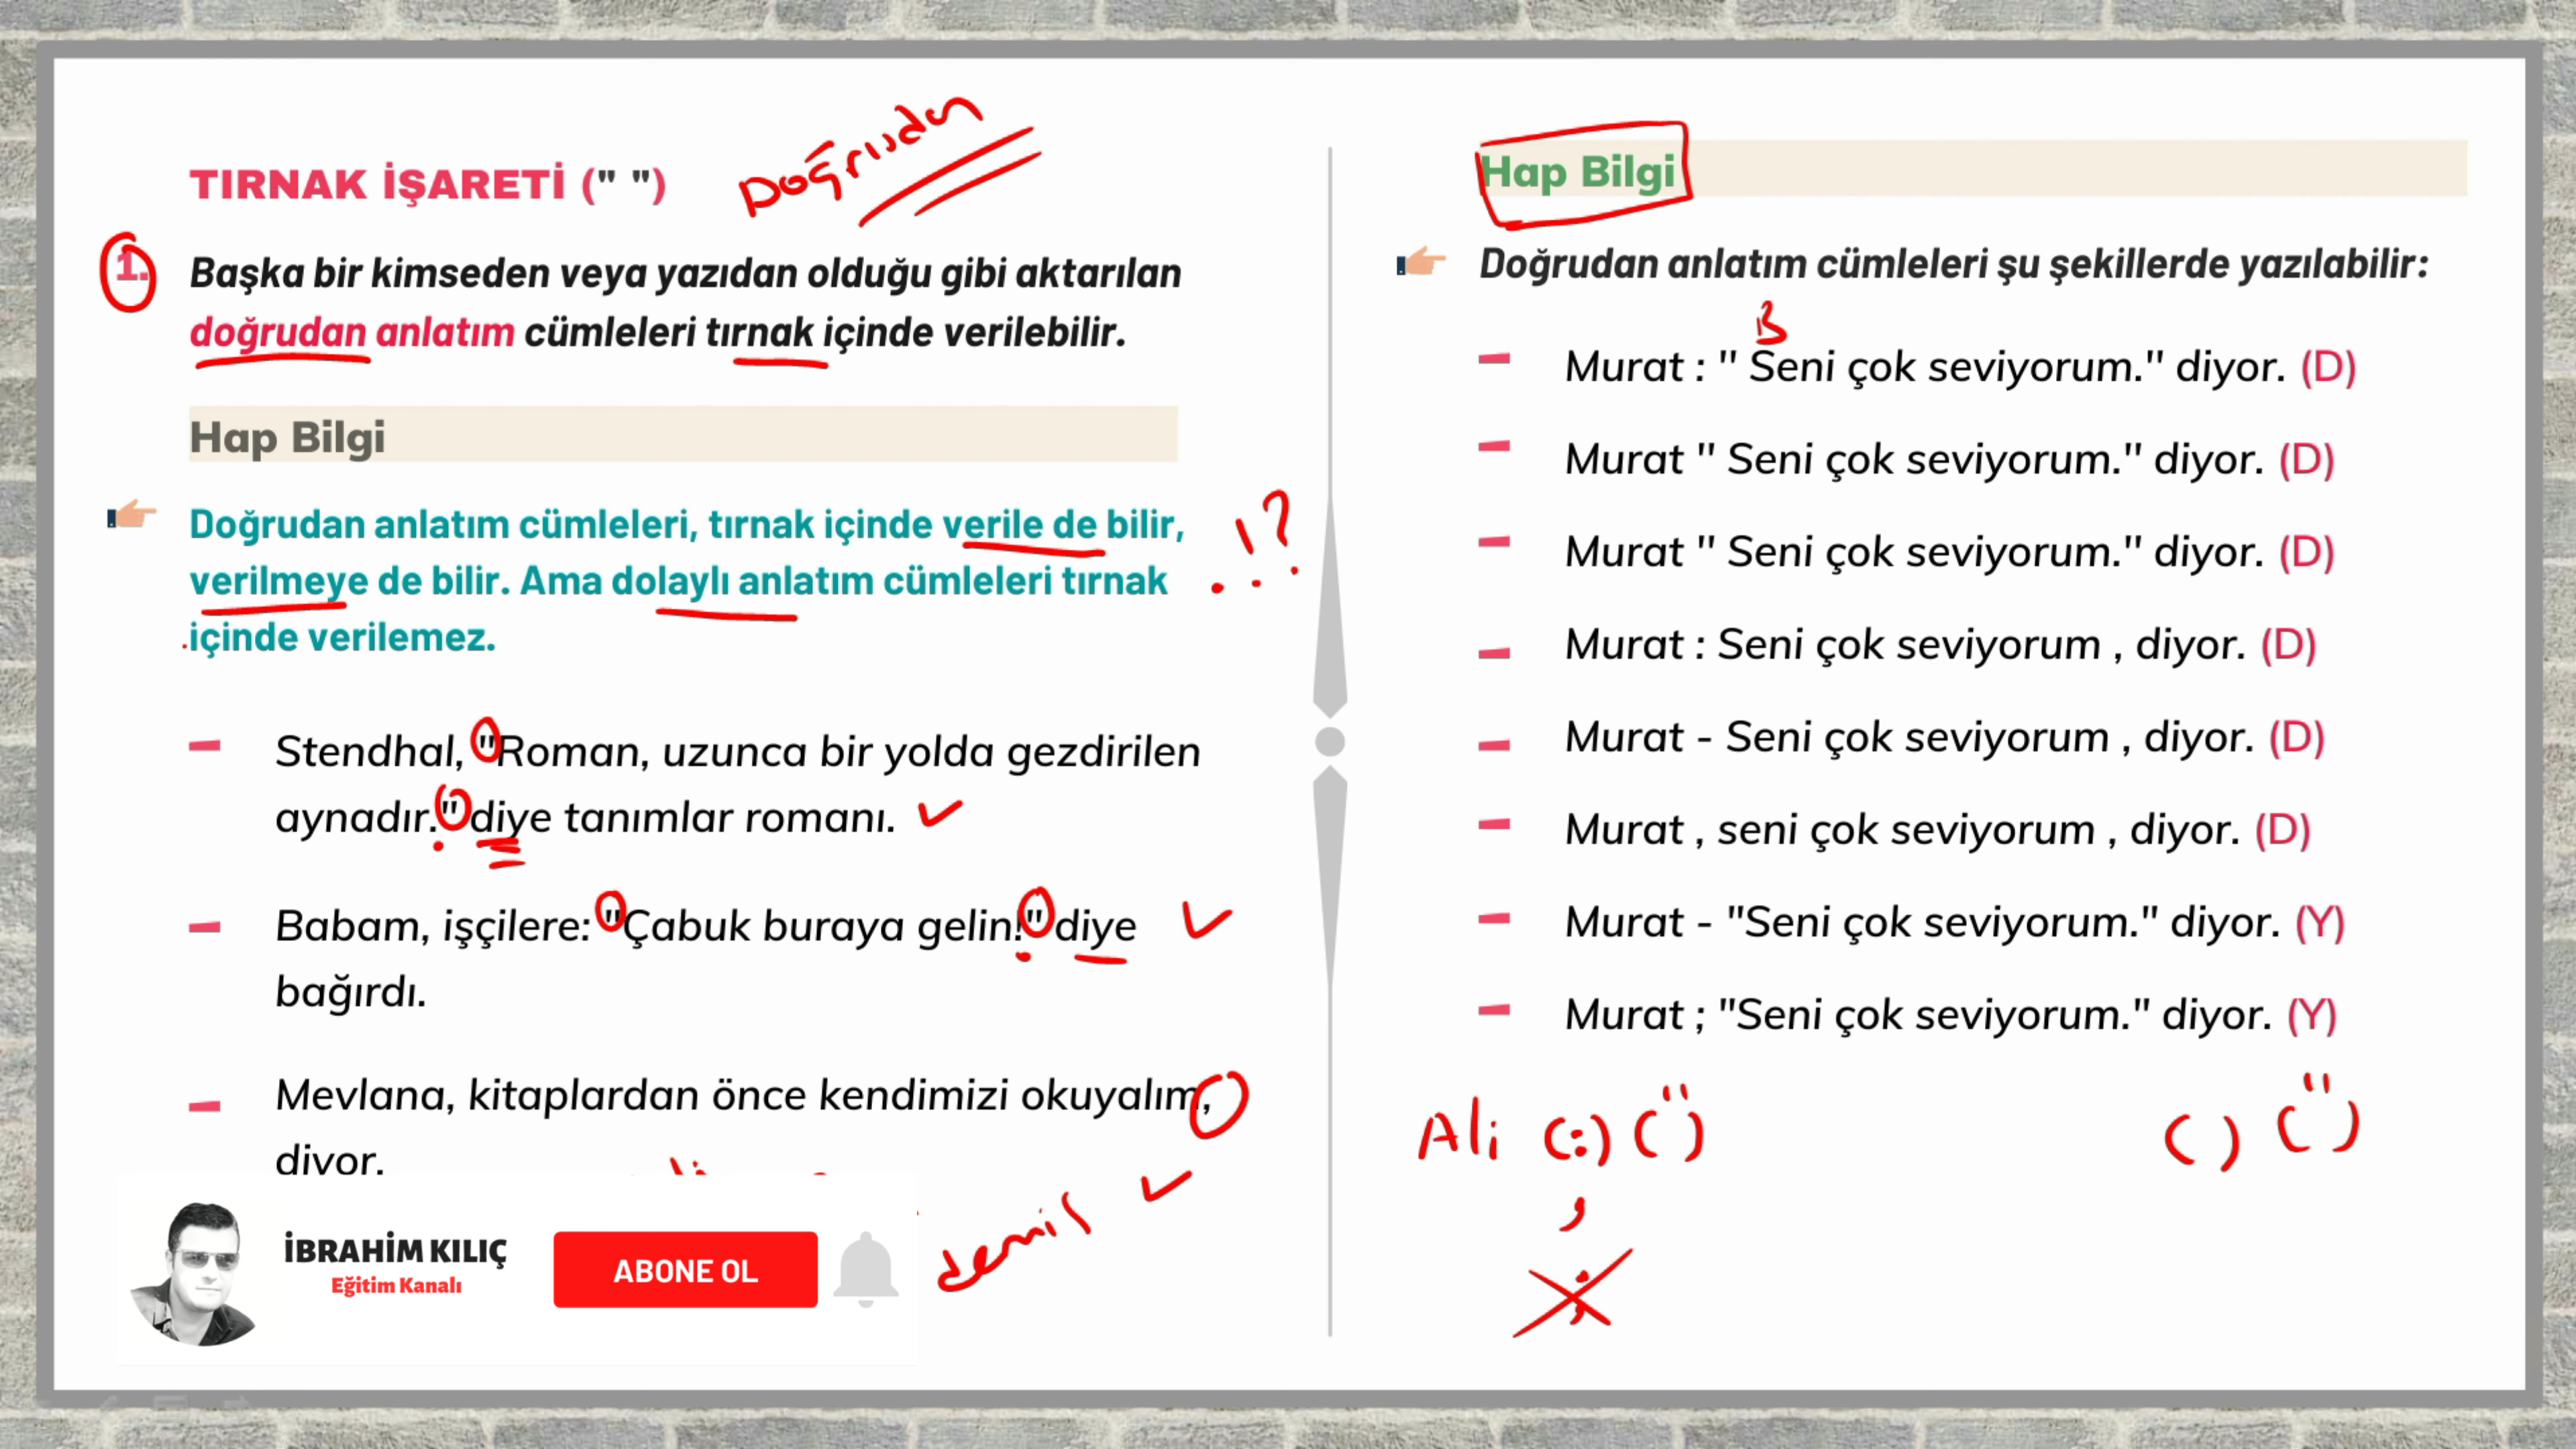 TIRNAK İŞARETİ (" ")
Doğrudan
1. Başka bir kimseden veya yazıdan olduğu gibi aktarılan
doğrudan anlatım cümleleri tırnak içinde verilebilir.
Hap Bilgi
Doğrudan anlatım cümleleri, tırnak içinde verile de bilir,
verilmeye de bilir. Ama dolaylı anlatım cümleleri tırnak
içinde verilemez.
. ! ?
- Stendhal, "Roman, uzunca bir yolda gezdirilen
aynadır." diye tanımlar romanı.
- Babam, işçilere: "Çabuk buraya gelin!" diye
bağırdı.
- Mevlana, kitaplardan önce kendimizi okuyalım,
diyor.
demiş
İBRAHİM KILIÇ
Eğitim Kanalı
ABONE OL
Hap Bilgi
Doğrudan anlatım cümleleri şu şekillerde yazılabilir:
B
- Murat : " Seni çok seviyorum." diyor. (D)
- Murat " Seni çok seviyorum." diyor. (D)
- Murat " Seni çok seviyorum." diyor. (D)
- Murat : Seni çok seviyorum , diyor. (D)
- Murat - Seni çok seviyorum , diyor. (D)
- Murat , seni çok seviyorum , diyor. (D)
- Murat - "Seni çok seviyorum." diyor. (Y)
- Murat ; "Seni çok seviyorum." diyor. (Y)
Ali (:) (") ( ) (")
,
;